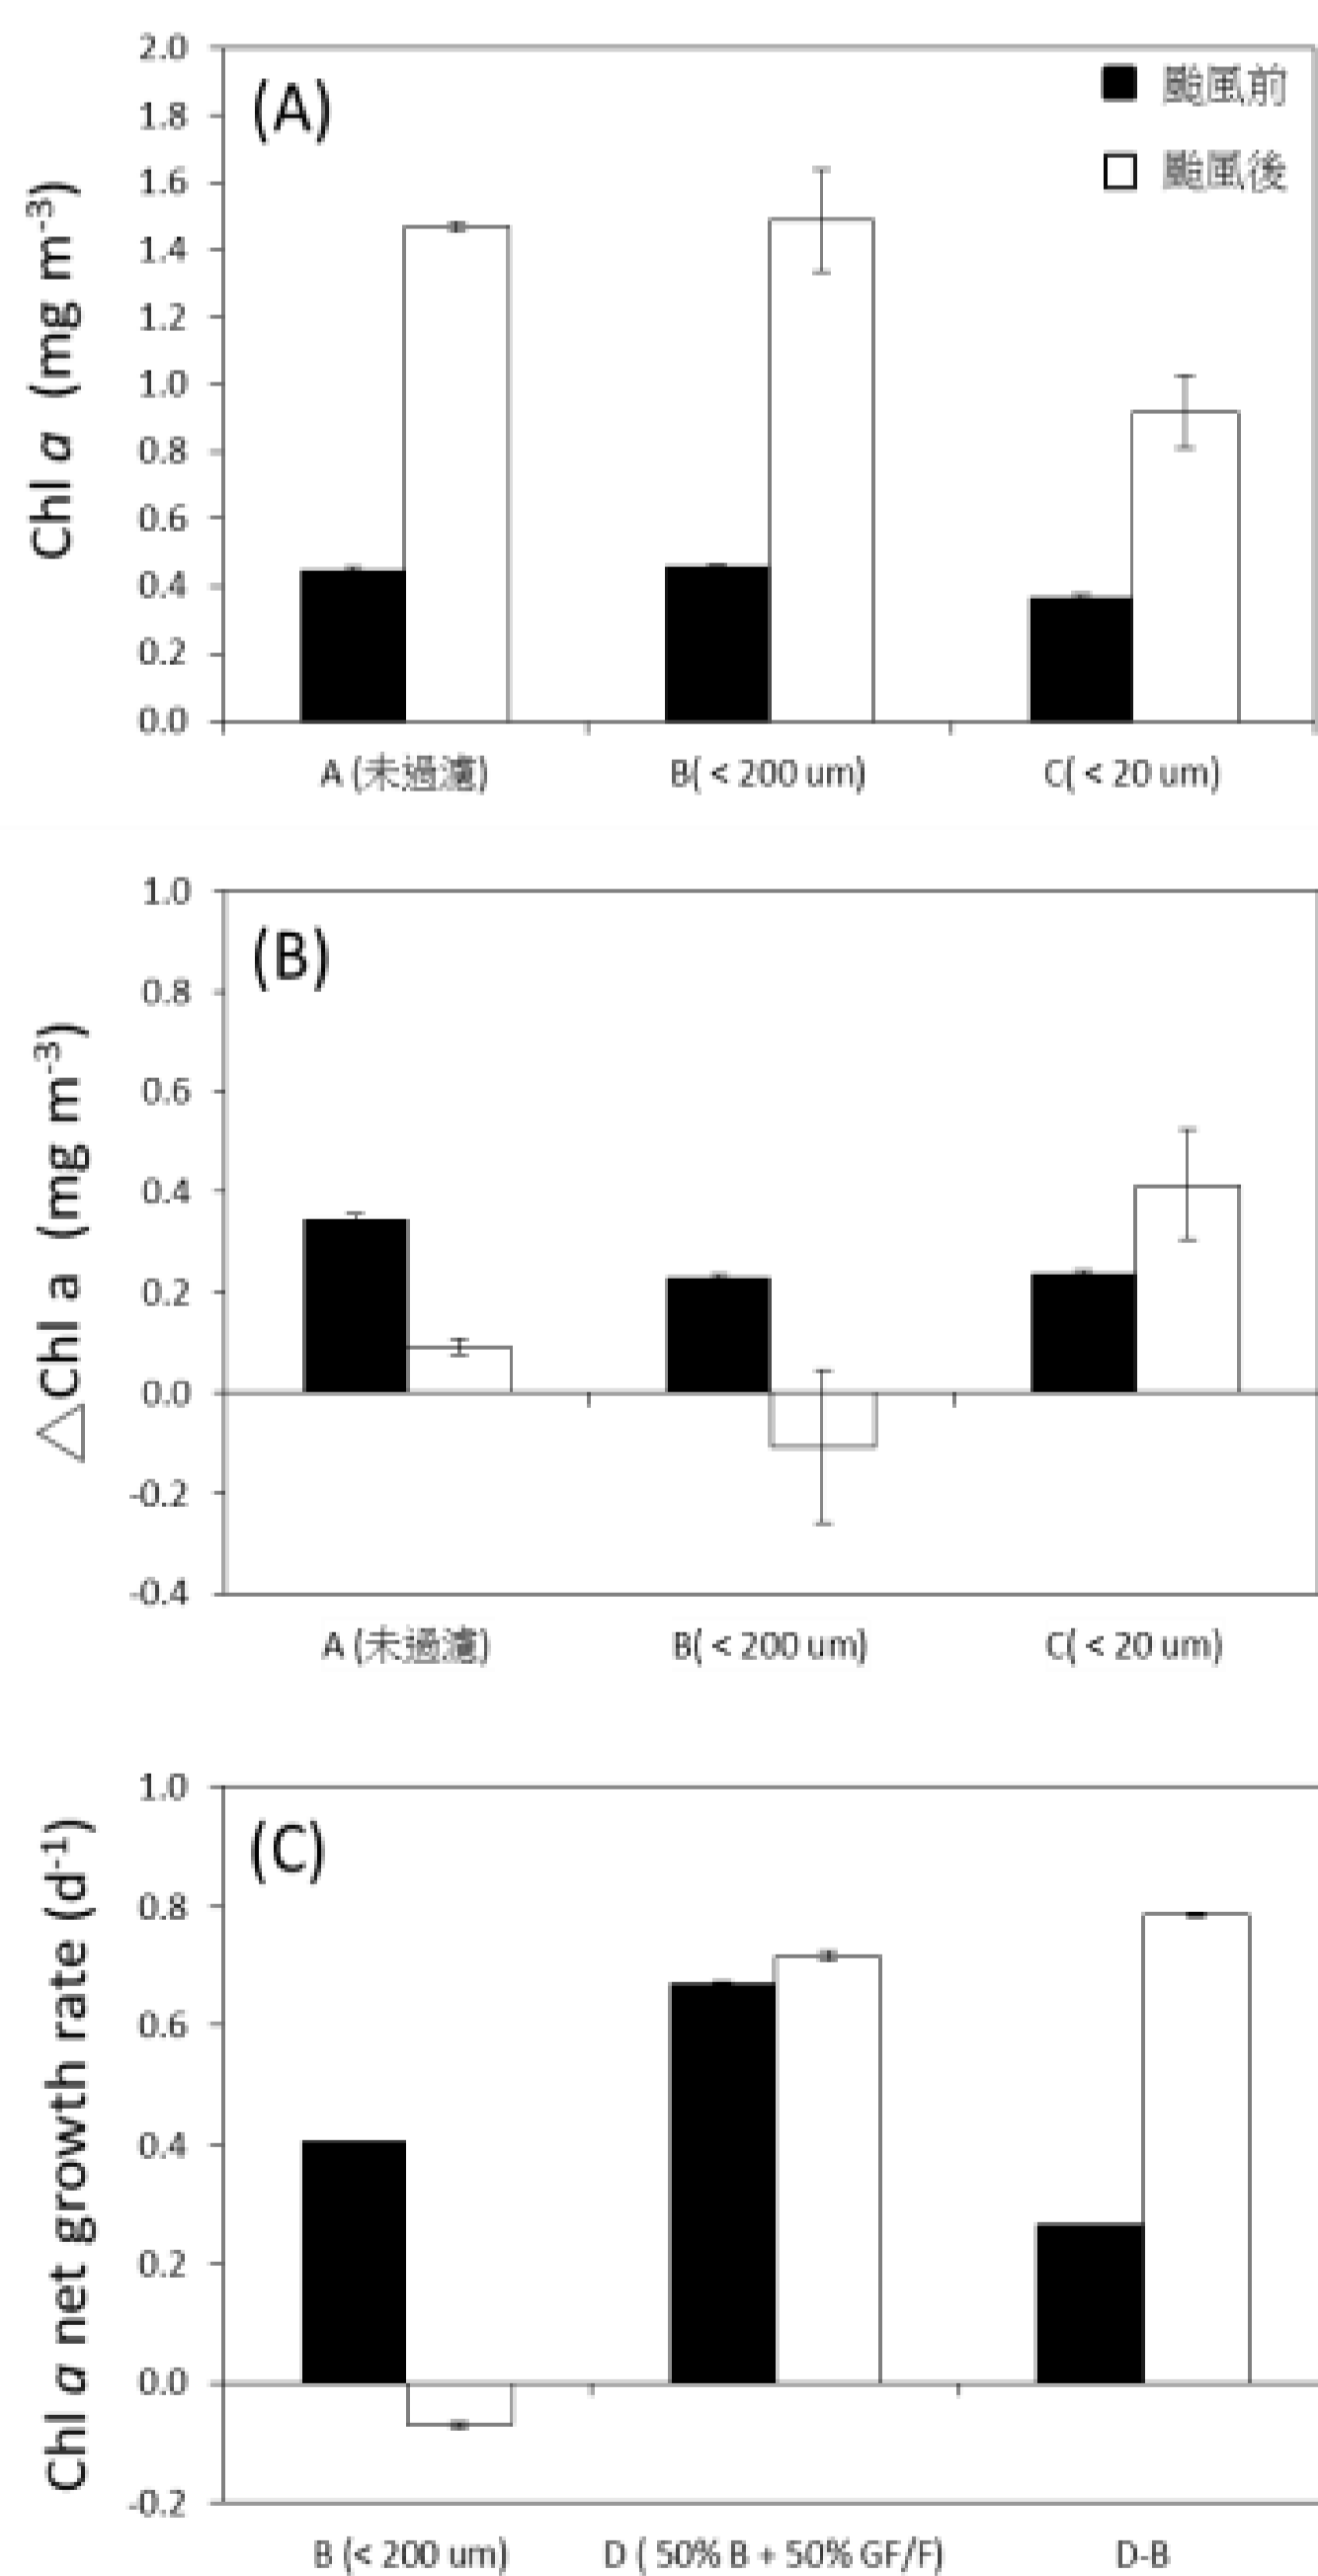 2.0
1.8
1.6
1.4
1.2
1.0
0.8
0.6
0.4
0.2
0.0
Chl a (mg m-3)
(A)
颱風前
颱風後
A (未過濾)
B( < 200 um)
C( < 20 um)
1.0
0.8
0.6
0.4
0.2
0.0
-0.2
-0.4
△Chl a (mg m-3)
(B)
A (未過濾)
B( < 200 um)
C( < 20 um)
1.0
0.8
0.6
0.4
0.2
0.0
-0.2
Chl a net growth rate (d-1)
(C)
B (< 200 um)
D ( 50% B + 50% GF/F)
D-B